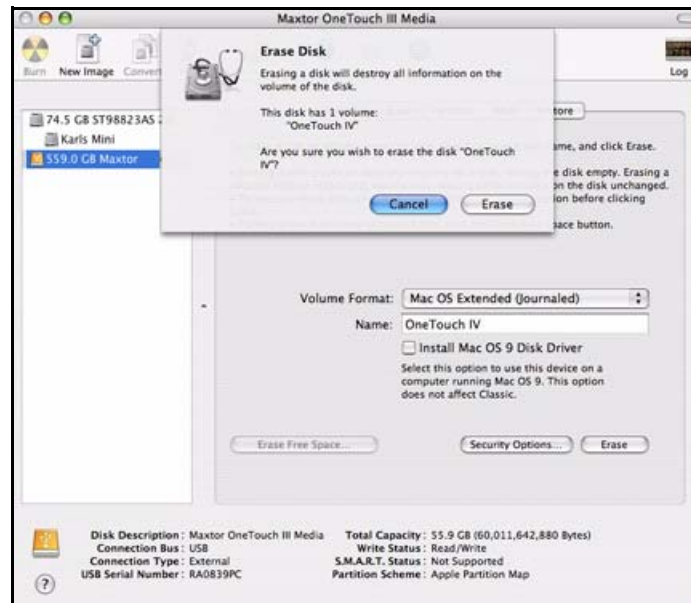 Maxtor OneTouch III Media
Burn
New Image
Convert
Log
Erase Disk
Erasing a disk will destroy all information on the
volume of the disk.
This disk has 1 volume:
"OneTouch IV"
Are you sure you wish to erase the disk "OneTouch
IV"?
Cancel
Erase
74.5 GB ST98823AS
Karls Mini
559.0 GB Maxtor
tore
ame, and click Erase.
e disk empty. Erasing a
on the disk unchanged.
ion before clicking
pace button.
Volume Format: Mac OS Extended (Journaled)
Name: OneTouch IV
Install Mac OS 9 Disk Driver
Select this option to use this device on a
computer running Mac OS 9. This option
does not affect Classic.
Erase Free Space...
Security Options...
Erase
Disk Description : Maxtor OneTouch III Media
Connection Bus : USB
Connection Type : External
USB Serial Number : RA0839PC
Total Capacity : 55.9 GB (60,011,642,880 Bytes)
Write Status : Read/Write
S.M.A.R.T. Status : Not Supported
Partition Scheme : Apple Partition Map
?